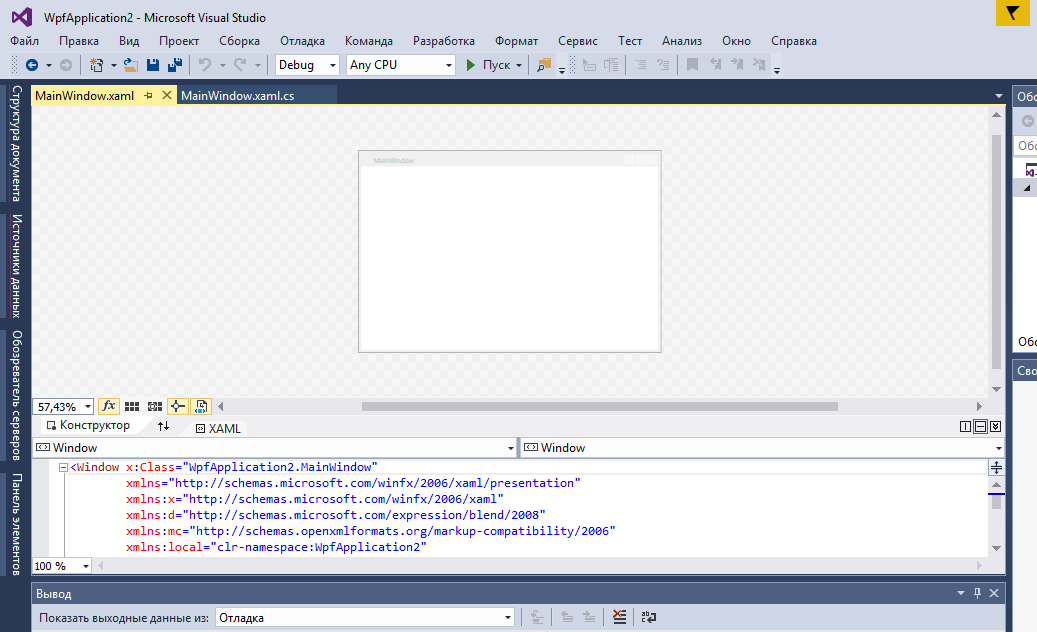 WpfApplication2 - Microsoft Visual Studio
Файл Правка Вид Проект Сборка Отладка Команда Разработка Формат Сервис Тест Анализ Окно Справка
Debug Any CPU Пуск
MainWindow.xaml MainWindow.xaml.cs
Структура документа
Источники данных
Обозреватель серверов
Панель элементов
MainWindow
57,43% fx
Конструктор XAML
Window Window
<Window x:Class="WpfApplication2.MainWindow"
xmlns="http://schemas.microsoft.com/winfx/2006/xaml/presentation"
xmlns:x="http://schemas.microsoft.com/winfx/2006/xaml"
xmlns:d="http://schemas.microsoft.com/expression/blend/2008"
xmlns:mc="http://schemas.openxmlformats.org/markup-compatibility/2006"
xmlns:local="clr-namespace:WpfApplication2"
100 %
Вывод
Показать выходные данные из: Отладка
Обо
Обо
Обо
Сво